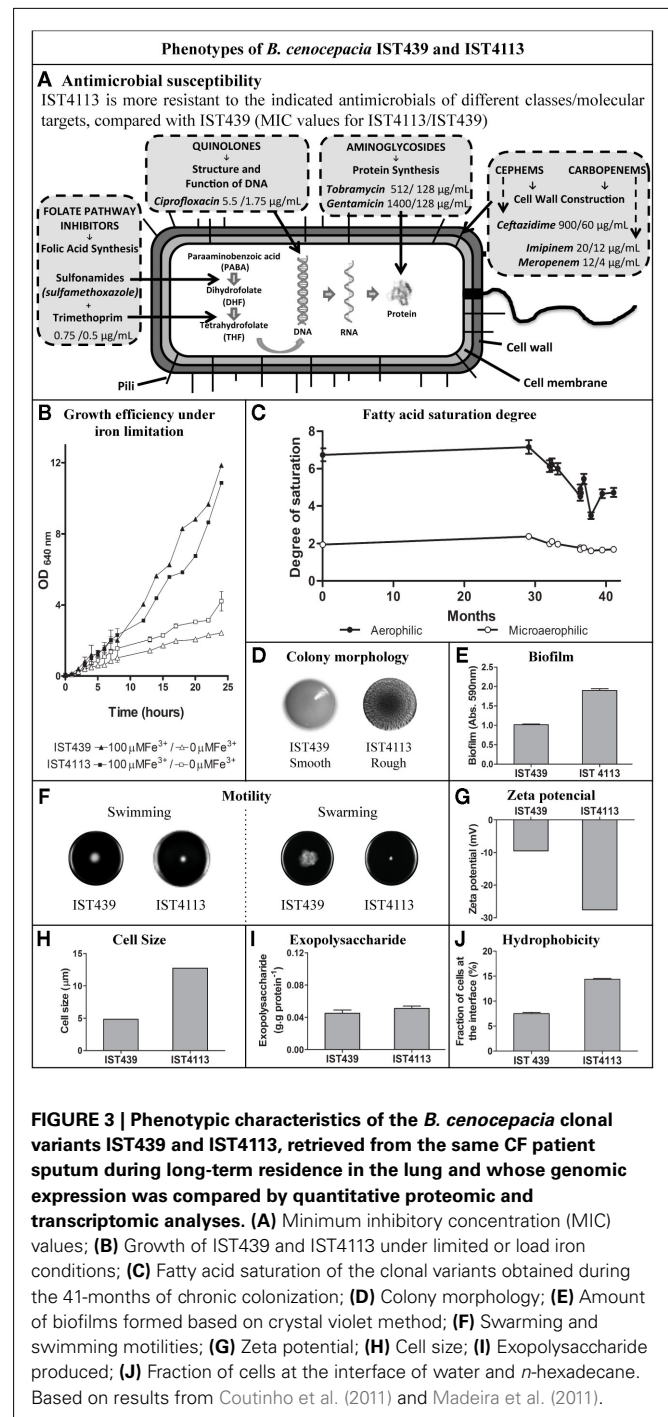 Phenotypes of B. cenocepacia IST439 and IST4113
A Antimicrobial susceptibility
IST4113 is more resistant to the indicated antimicrobials of different classes/molecular
targets, compared with IST439 (MIC values for IST4113/IST439)
QUINOLONES
↓
Structure and
Function of DNA
Ciprofloxacin 5.5 /1.75 µg/mL
AMINOGLYCOSIDES
↓
Protein Synthesis
Tobramycin 512/ 128 µg/mL
Gentamicin 1400/128 µg/mL
CEPHEMS CARBOPENEMS
↓ ↓
Cell Wall Construction
Ceftazidime 900/60 µg/mL
Imipinem 20/12 µg/mL
Meropenem 12/4 µg/mL
FOLATE PATHWAY
INHIBITORS
↓
Folic Acid Synthesis
Sulfonamides
(sulfamethoxazole)
+
Trimethoprim
0.75 /0.5 µg/mL
Paraaminobenzoic acid
(PABA)
Dihydrofolate
(DHF)
Tetrahydrofolate
(THF)
DNA
RNA
Protein
Cell wall
Cell membrane
Pili
B Growth efficiency under
iron limitation
OD 640 nm
12
8
4
0
0 5 10 15 20 25
Time (hours)
IST439 -▲-100 µMFe3+ / -△-0 µMFe3+
IST4113 -■-100 µMFe3+ / -□-0 µMFe3+
C Fatty acid saturation degree
Degree of saturation
8
6
4
2
0
0 10 20 30 40
Months
Aerophilic Microaerophilic
D Colony morphology
IST439 IST4113
Smooth Rough
E Biofilm
Biofilm (Abs. 590nm)
2.5
2.0
1.5
1.0
0.5
0.0
IST439 IST 4113
F Motility
Swimming Swarming
IST439 IST4113 IST439 IST4113
G Zeta potencial
IST439 IST4113
Zeta potential (mV)
0
-10
-20
-30
H Cell Size
Cell size (µm)
15
10
5
0
IST439 IST4113
I Exopolysaccharide
Exopolysaccharide
(g.g protein-1)
0.12
0.08
0.04
0.00
IST439 IST4113
J Hydrophobicity
Fraction of cells at
the interface (%)
20
15
10
5
0
IST 439 IST4113
FIGURE 3 | Phenotypic characteristics of the B. cenocepacia clonal
variants IST439 and IST4113, retrieved from the same CF patient
sputum during long-term residence in the lung and whose genomic
expression was compared by quantitative proteomic and
transcriptomic analyses. (A) Minimum inhibitory concentration (MIC)
values; (B) Growth of IST439 and IST4113 under limited or load iron
conditions; (C) Fatty acid saturation of the clonal variants obtained during
the 41-months of chronic colonization; (D) Colony morphology; (E) Amount
of biofilms formed based on crystal violet method; (F) Swarming and
swimming motilities; (G) Zeta potential; (H) Cell size; (I) Exopolysaccharide
produced; (J) Fraction of cells at the interface of water and n-hexadecane.
Based on results from Coutinho et al. (2011) and Madeira et al. (2011).